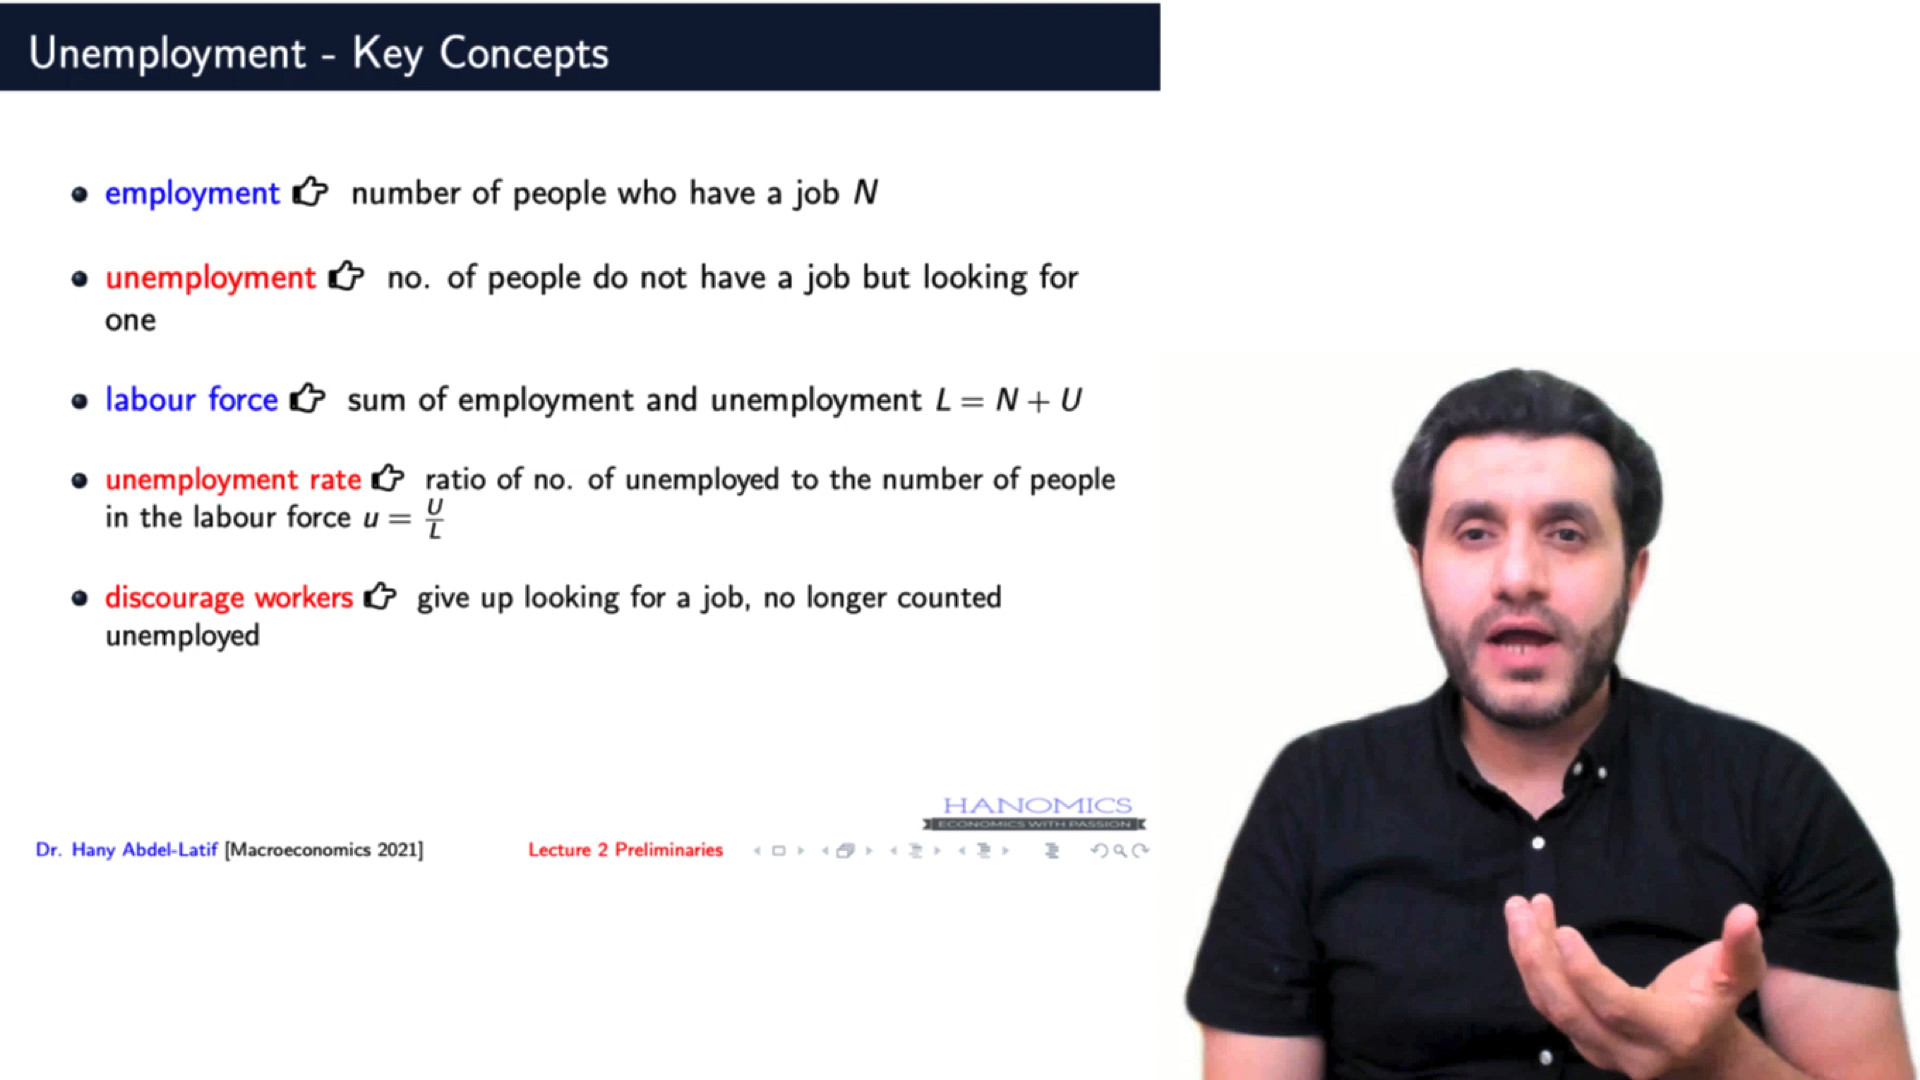 Unemployment - Key Concepts
employment number of people who have a job N
unemployment no. of people do not have a job but looking for
one
labour force sum of employment and unemployment L = N + U
unemployment rate ratio of no. of unemployed to the number of people
in the labour force u = U/L
discourage workers give up looking for a job, no longer counted
unemployed
HANOMICS
ECONOMICS WITH PASSION
Dr. Hany Abdel-Latif [Macroeconomics 2021] Lecture 2 Preliminaries